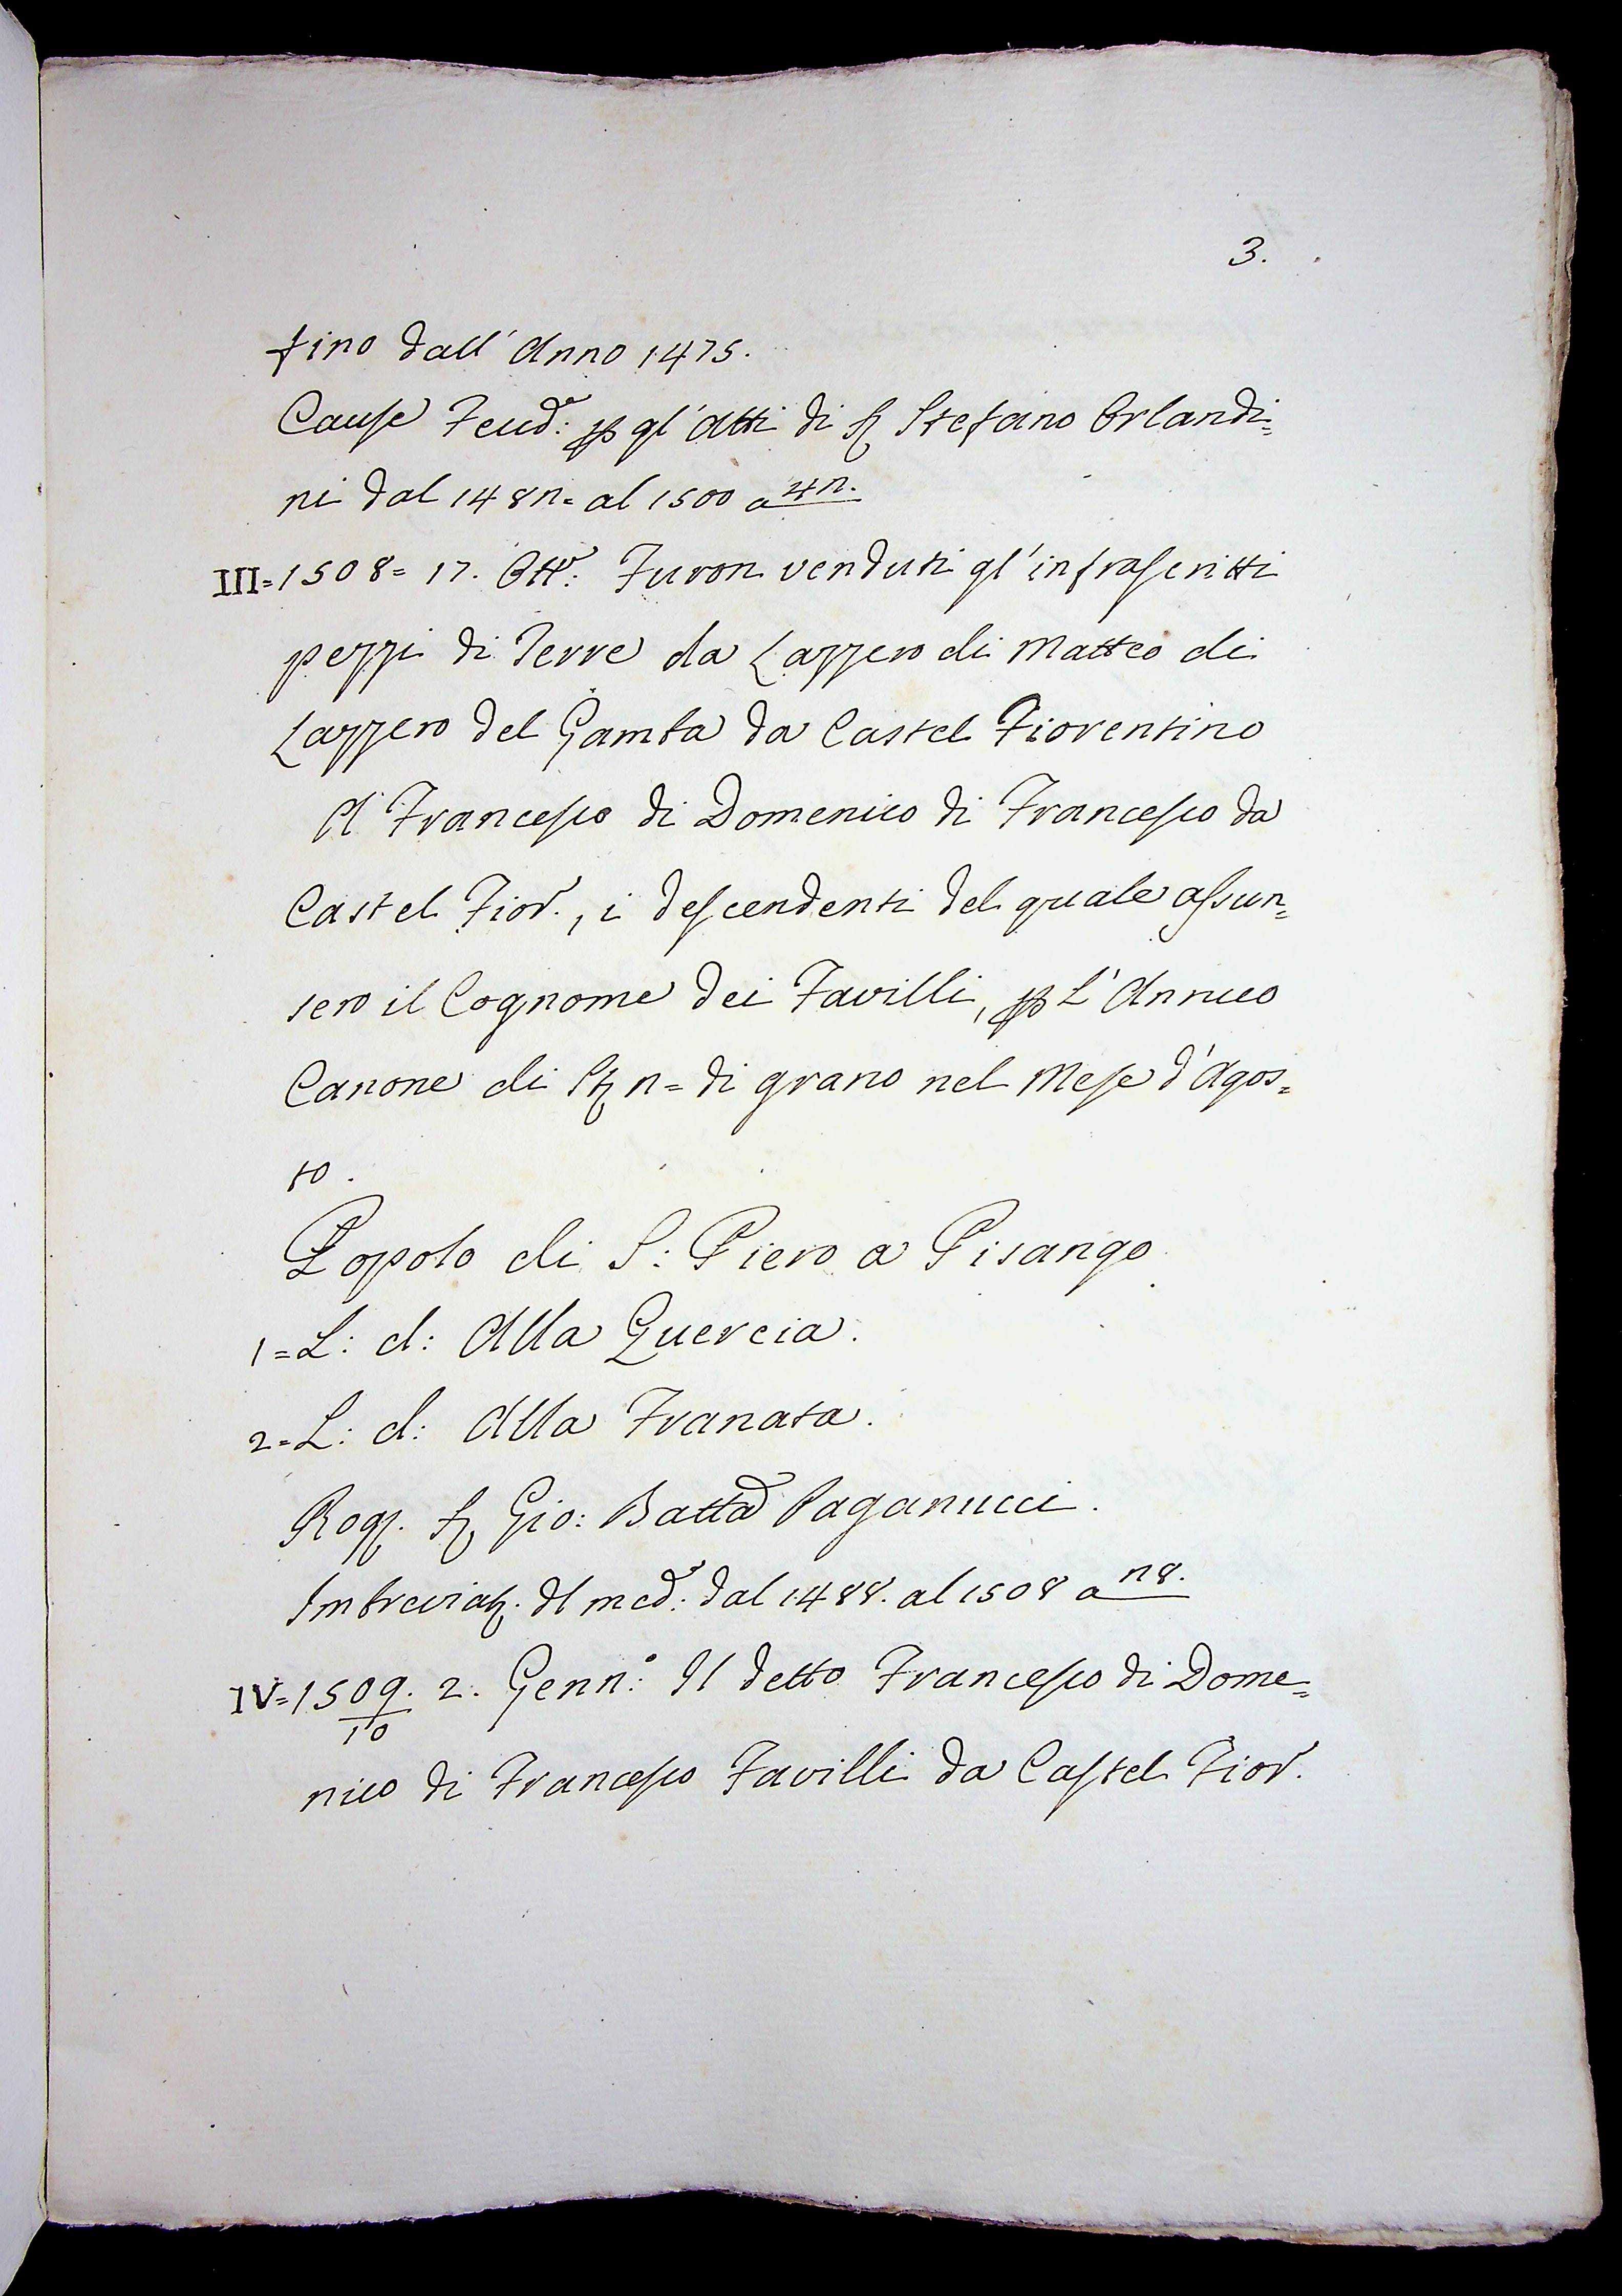 3.
fino dall'Anno 1475.
Cause Feud:e p gl'Atti di S Stefano Orlandi=
ni dal 148n= al 1500 a 4n.
III=1508= 17. Ott:e Furon venduti gl'infrascritti
pezzi di Terre da Lazzero di Matteo di
Lazzero del Gamba da Castel Fiorentino
A Francesco di Domenico di Francesco da
Castel Fior., i descendenti del quale assun=
sero il Cognome dei Favilli, p l'Annuo
Canone di St n= di grano nel Mese d'Agos=
to.
Popolo di S: Piero a Pisango
1=L: d: Alla Quercia.
2=L: d: Alla Franata.
Rog. S Gio: Batta Paganucci.
Imbreviaz. dl med:o dal 1488. al 1508 a n8.
IV=1509. 2. Genn:o Il detto Francesco di Dome=
10
nico di Francesco Favilli da Castel Fior.